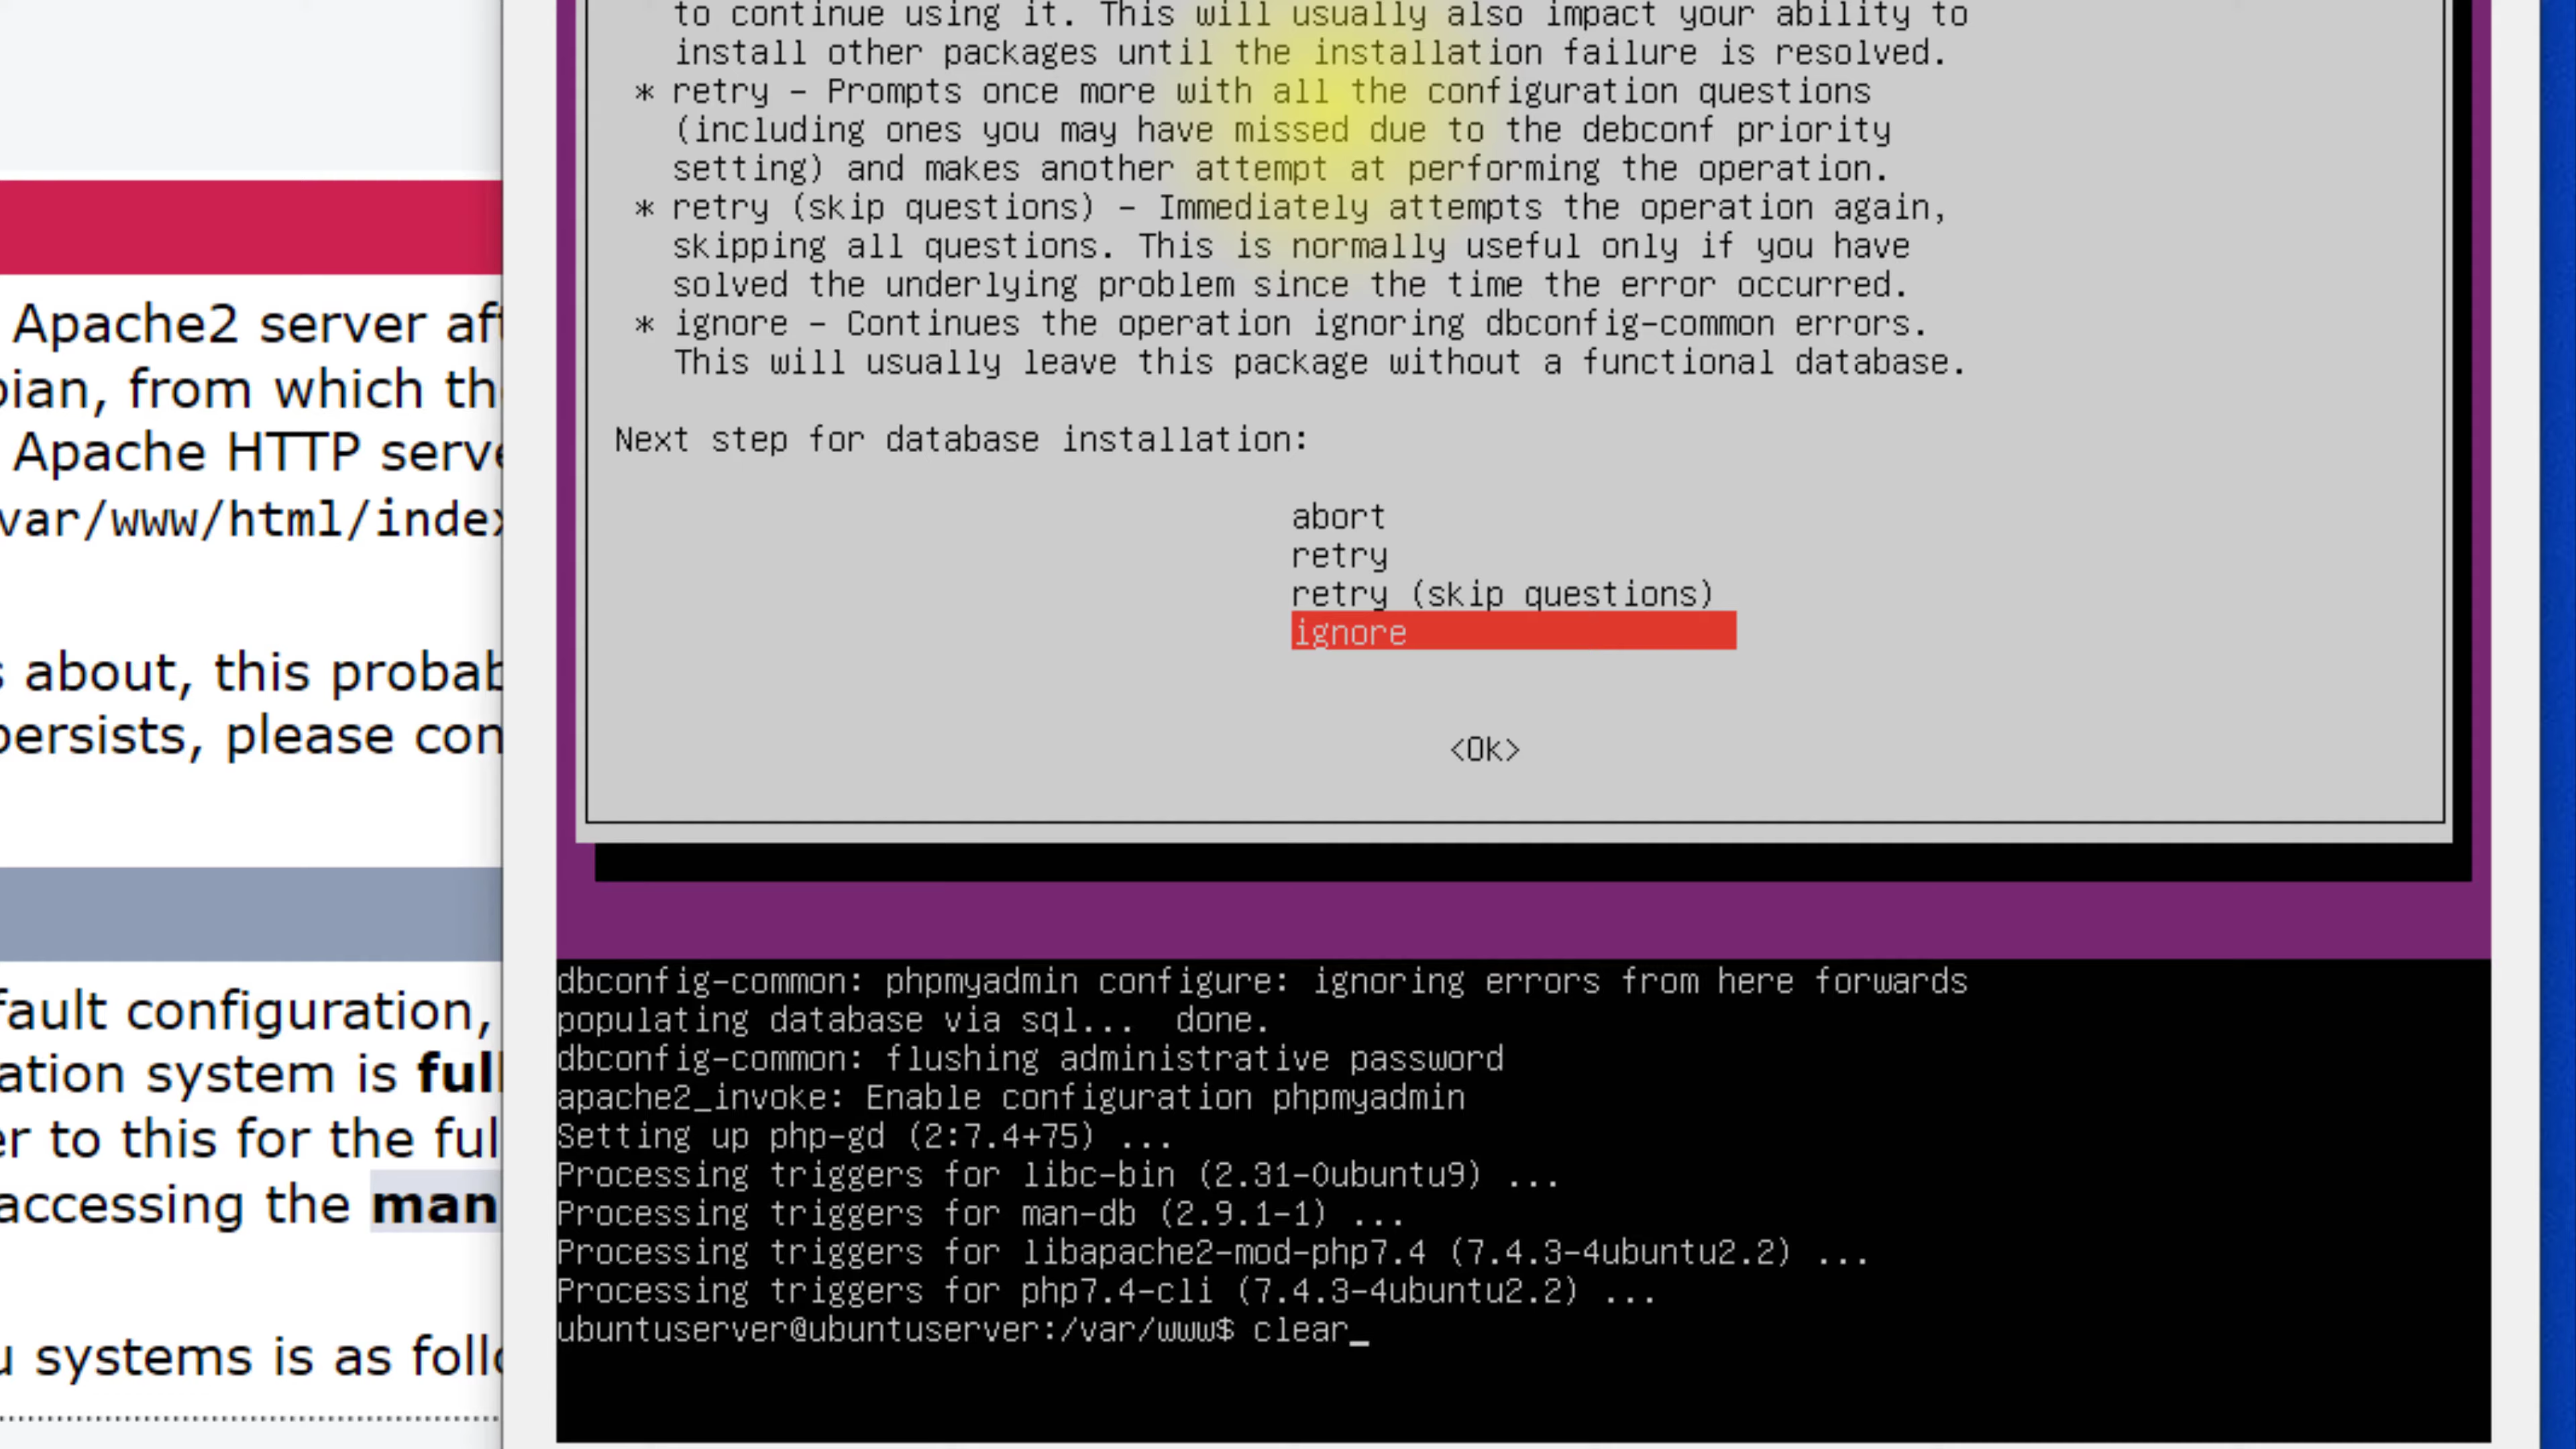 Apache2 server aft
bian, from which the
Apache HTTP serve
var/www/html/index
s about, this probab
persists, please con
fault configuration,
ation system is full
er to this for the ful
accessing the man
u systems is as follo
to continue using it. This will usually also impact your ability to
install other packages until the installation failure is resolved.
* retry - Prompts once more with all the configuration questions
(including ones you may have missed due to the debconf priority
setting) and makes another attempt at performing the operation.
* retry (skip questions) - Immediately attempts the operation again,
skipping all questions. This is normally useful only if you have
solved the underlying problem since the time the error occurred.
* ignore - Continues the operation ignoring dbconfig-common errors.
This will usually leave this package without a functional database.
Next step for database installation:
abort
retry
retry (skip questions)
ignore
<Ok>
dbconfig-common: phpmyadmin configure: ignoring errors from here forwards
populating database via sql...  done.
dbconfig-common: flushing administrative password
apache2_invoke: Enable configuration phpmyadmin
Setting up php-gd (2:7.4+75) ...
Processing triggers for libc-bin (2.31-0ubuntu9) ...
Processing triggers for man-db (2.9.1-1) ...
Processing triggers for libapache2-mod-php7.4 (7.4.3-4ubuntu2.2) ...
Processing triggers for php7.4-cli (7.4.3-4ubuntu2.2) ...
ubuntuserver@ubuntuserver:/var/www$ clear_